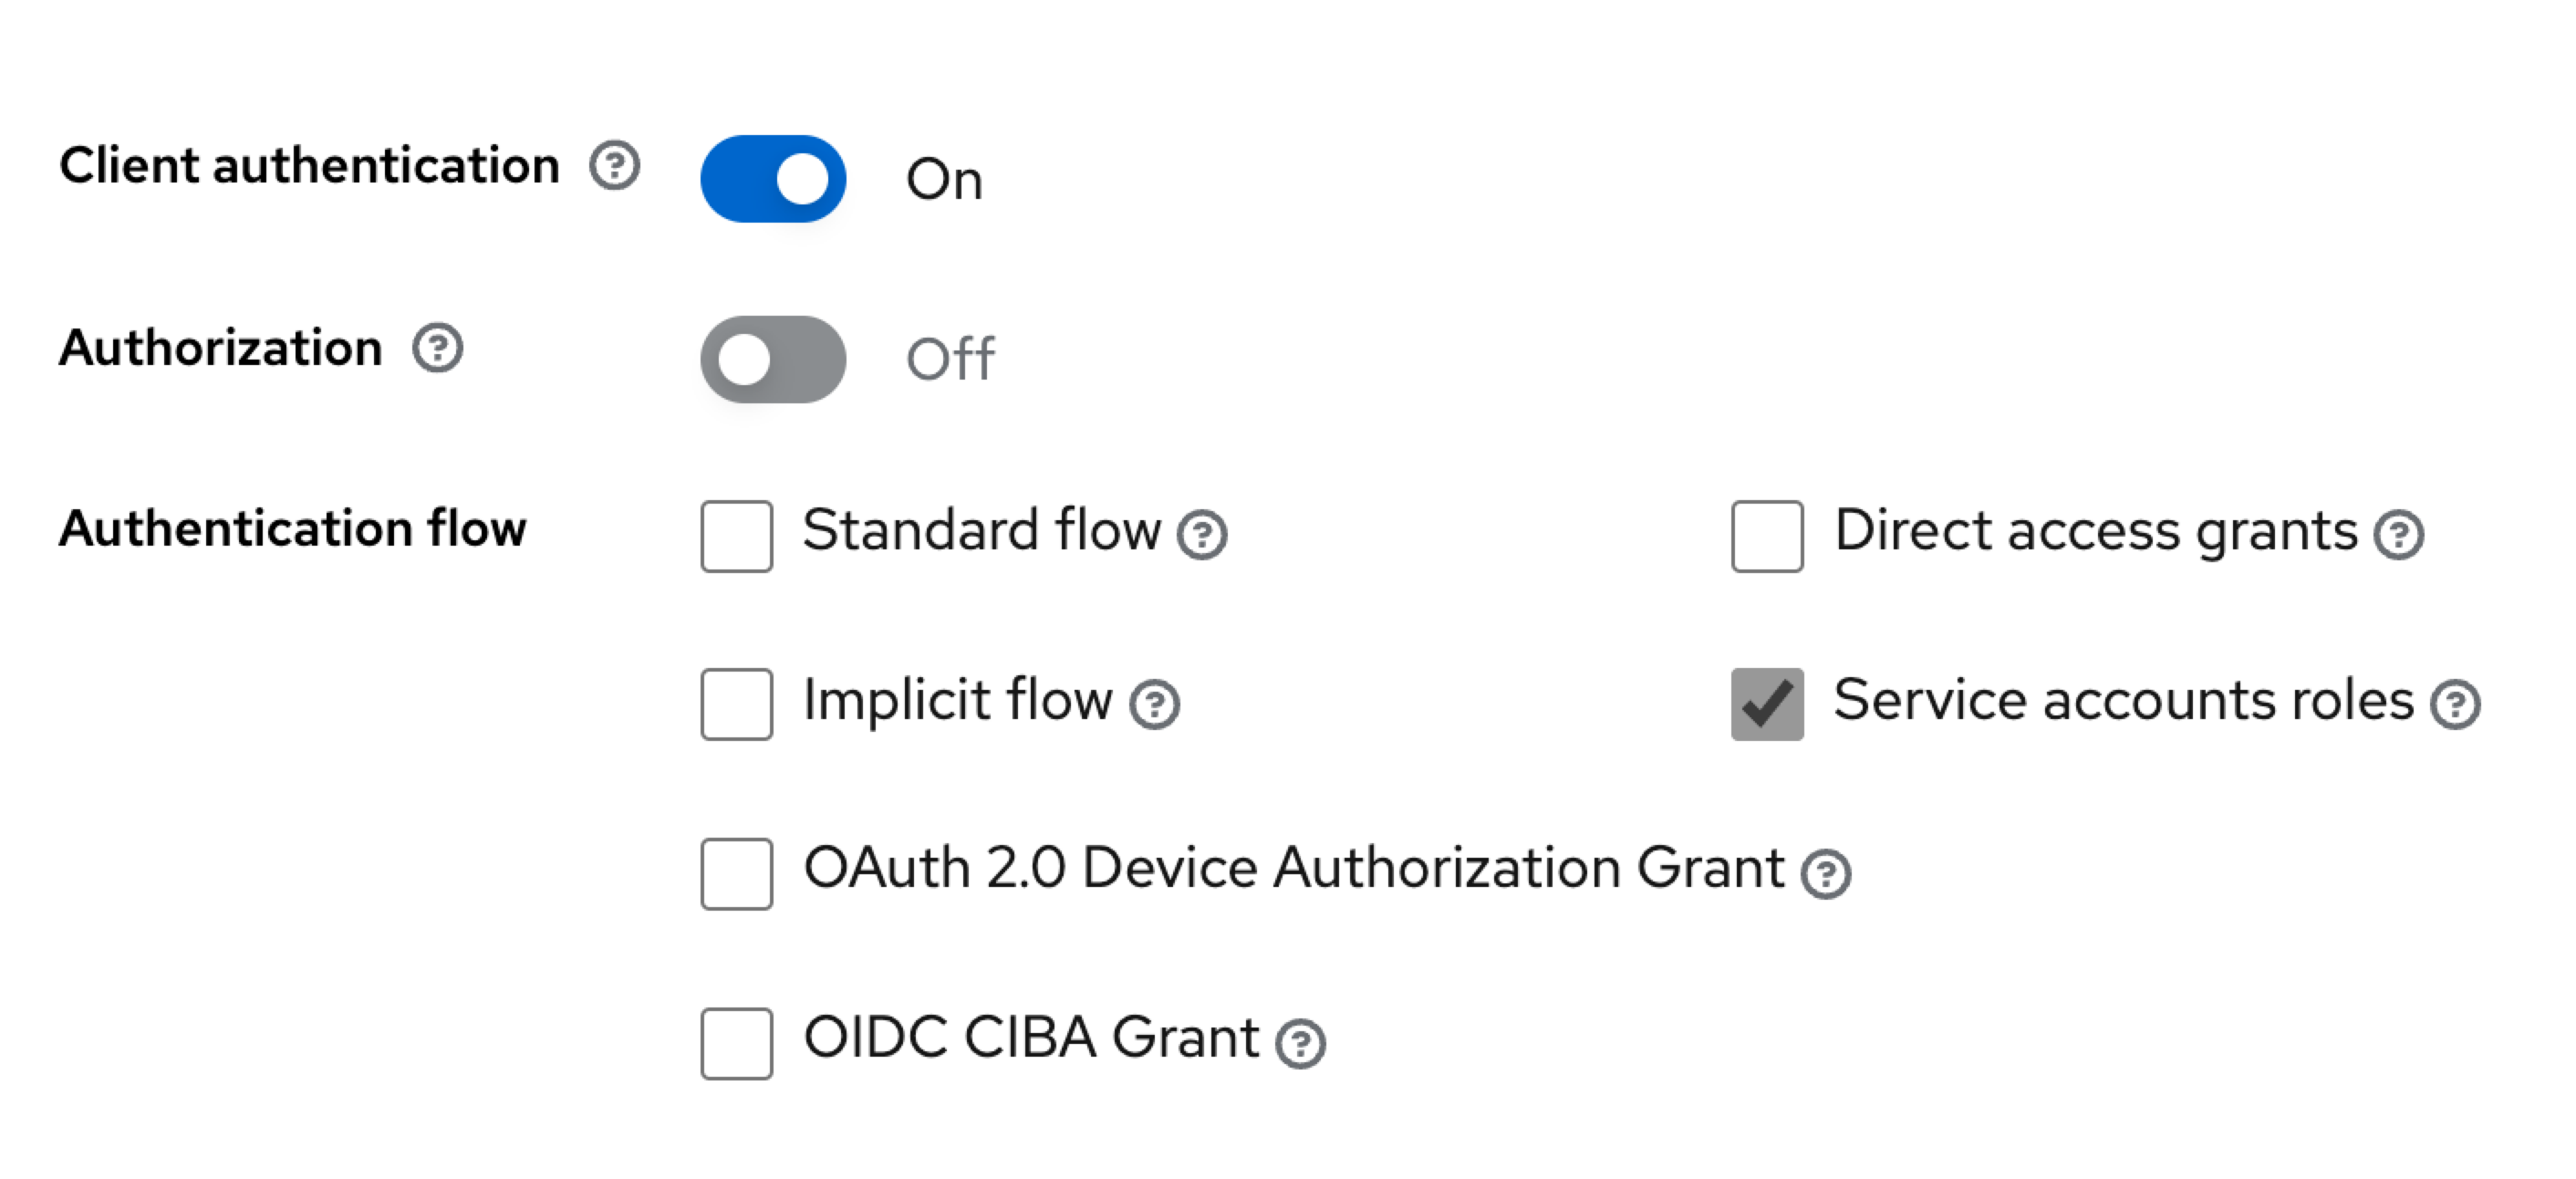 Client authentication ? On
Authorization ? Off
Authentication flow Standard flow ? Direct access grants ?
Implicit flow ? Service accounts roles ?
OAuth 2.0 Device Authorization Grant ?
OIDC CIBA Grant ?